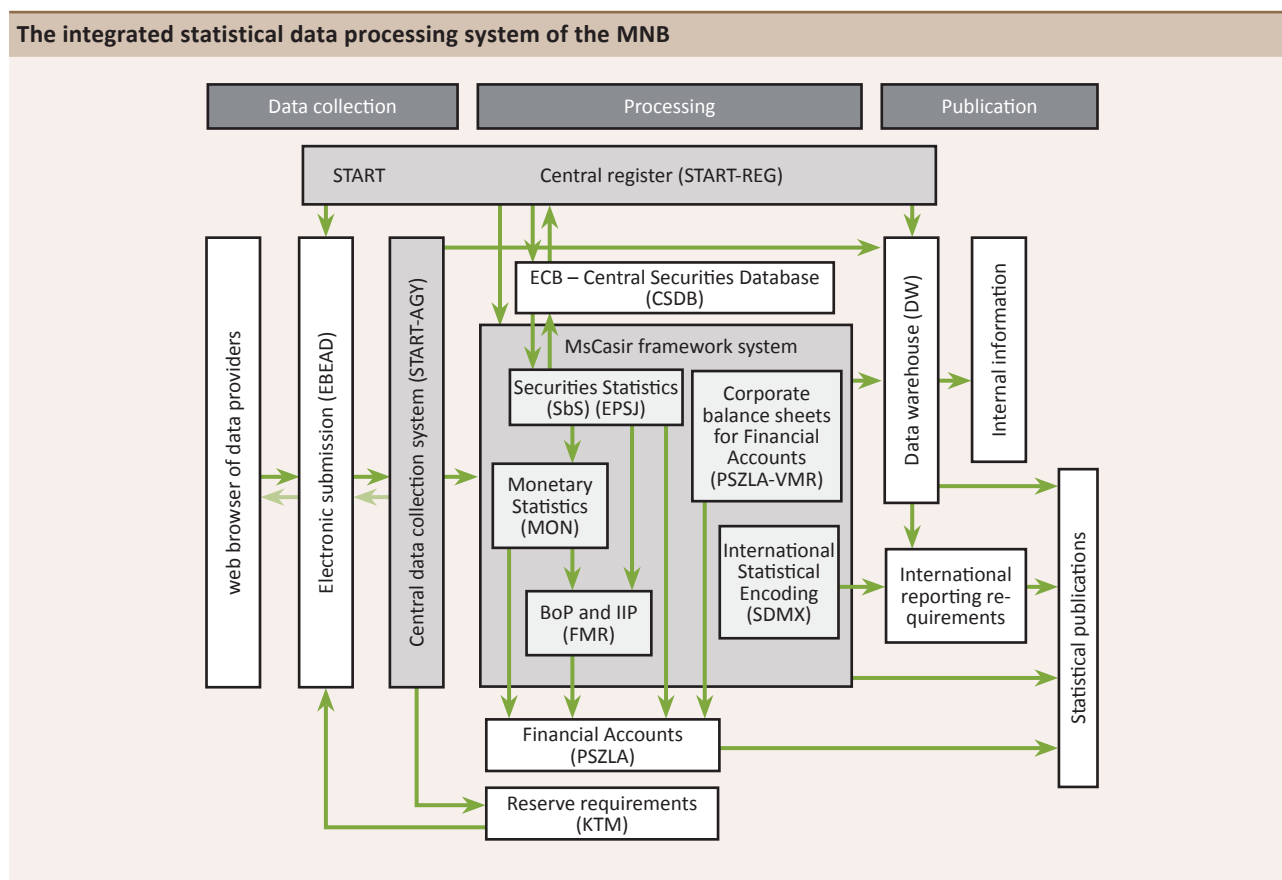 The integrated statistical data processing system of the MNB
Data collection
Processing
Publication
START
Central register (START-REG)
web browser of data providers
Electronic submission (EBEAD)
Central data collection system (START-AGY)
ECB – Central Securities Database
(CSDB)
MsCasir framework system
Securities Statistics
(SbS) (EPSJ)
Monetary
Statistics
(MON)
BoP and IIP
(FMR)
Corporate
balance sheets
for Financial
Accounts
(PSZLA-VMR)
International
Statistical
Encoding
(SDMX)
Financial Accounts
(PSZLA)
Reserve requirements
(KTM)
Data warehouse (DW)
Internal information
International
reporting re-
quirements
Statistical publications